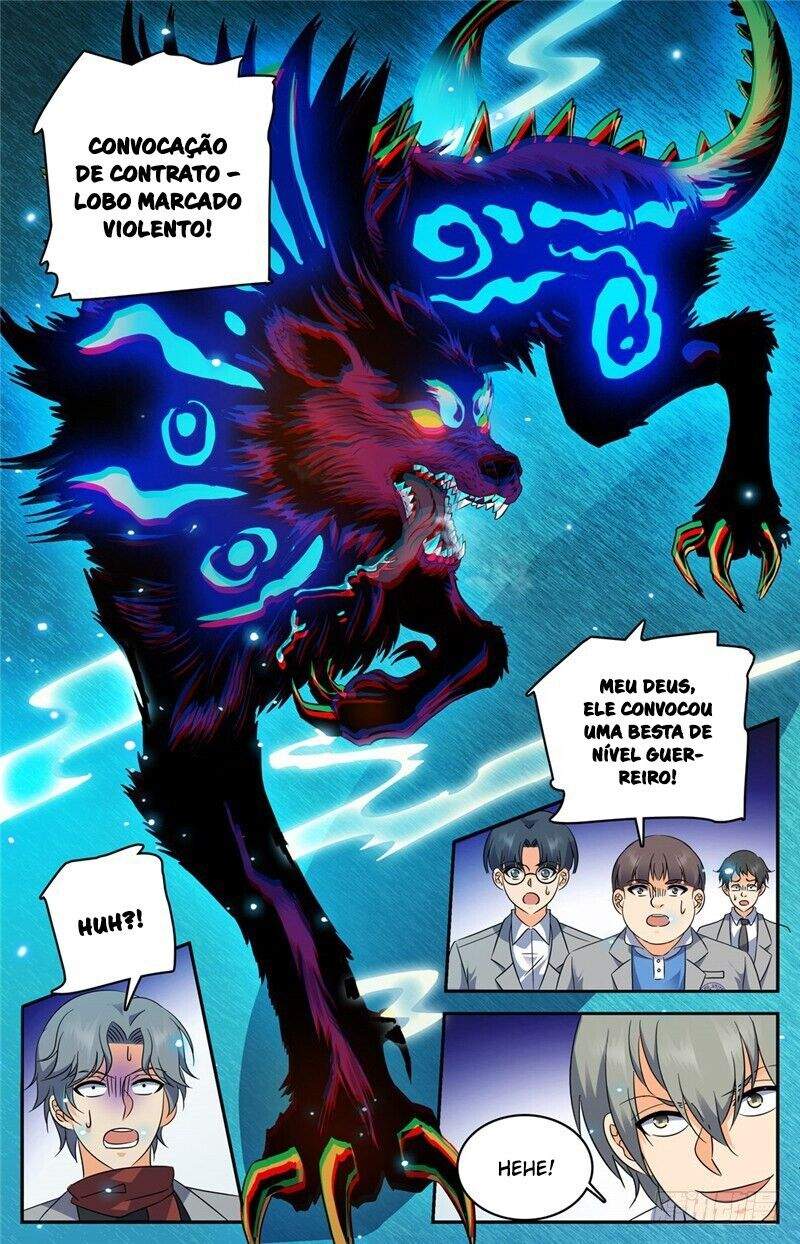 CONVOCAÇÃO
DE CONTRATO –
LOBO MARCADO
VIOLENTO!
MEU DEUS,
ELE CONVOCOU
UMA BESTA DE
NÍVEL GUER-
REIRO!
HUH?!
HEHE!